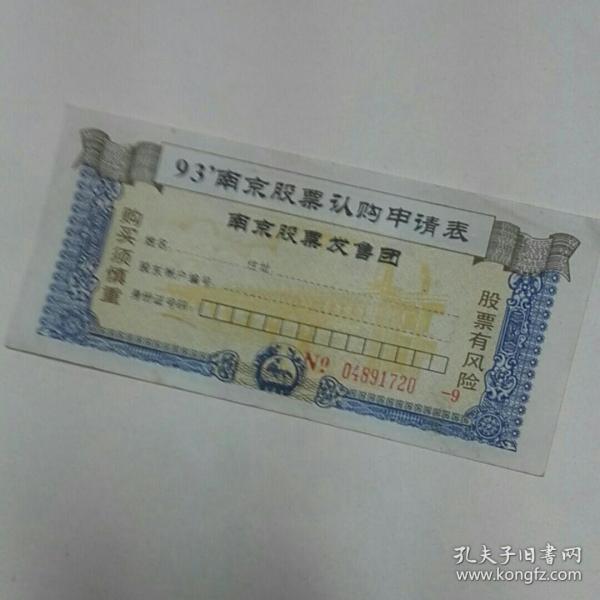 93'南京股票认购申请表
南京股票发售团
购买须慎重
姓名
住址
股东帐户编号
身份证号码
股票有风险
Nº 04891720 -9
孔夫子旧书网
www.kongfz.com